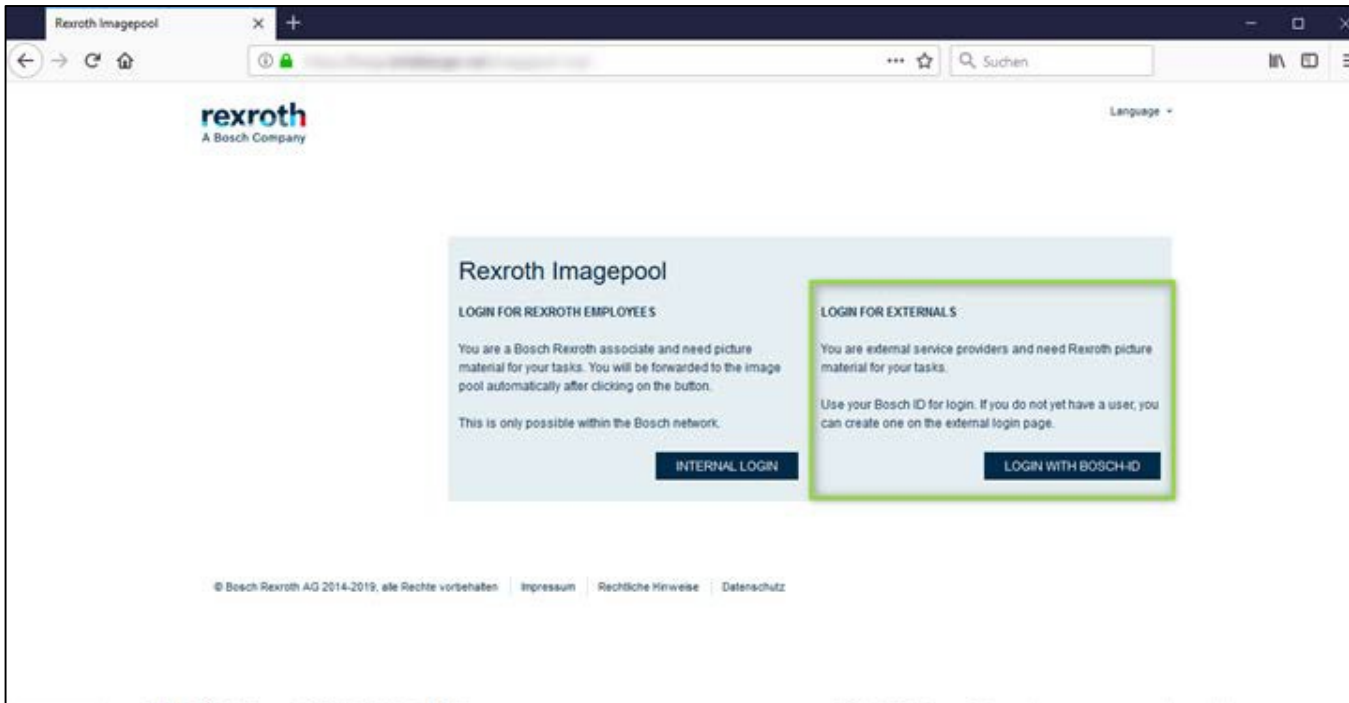 Rexroth Imagepool
Suchen
rexroth
A Bosch Company
Language
Rexroth Imagepool
LOGIN FOR REXROTH EMPLOYEES
You are a Bosch Rexroth associate and need picture
material for your tasks. You will be forwarded to the image
pool automatically after clicking on the button.
This is only possible within the Bosch network.
INTERNAL LOGIN
LOGIN FOR EXTERNALS
You are external service providers and need Rexroth picture
material for your tasks.
Use your Bosch ID for login. If you do not yet have a user, you
can create one on the external login page.
LOGIN WITH BOSCH-ID
© Bosch Rexroth AG 2014-2019, alle Rechte vorbehalten Impressum Rechtliche Hinweise Datenschutz